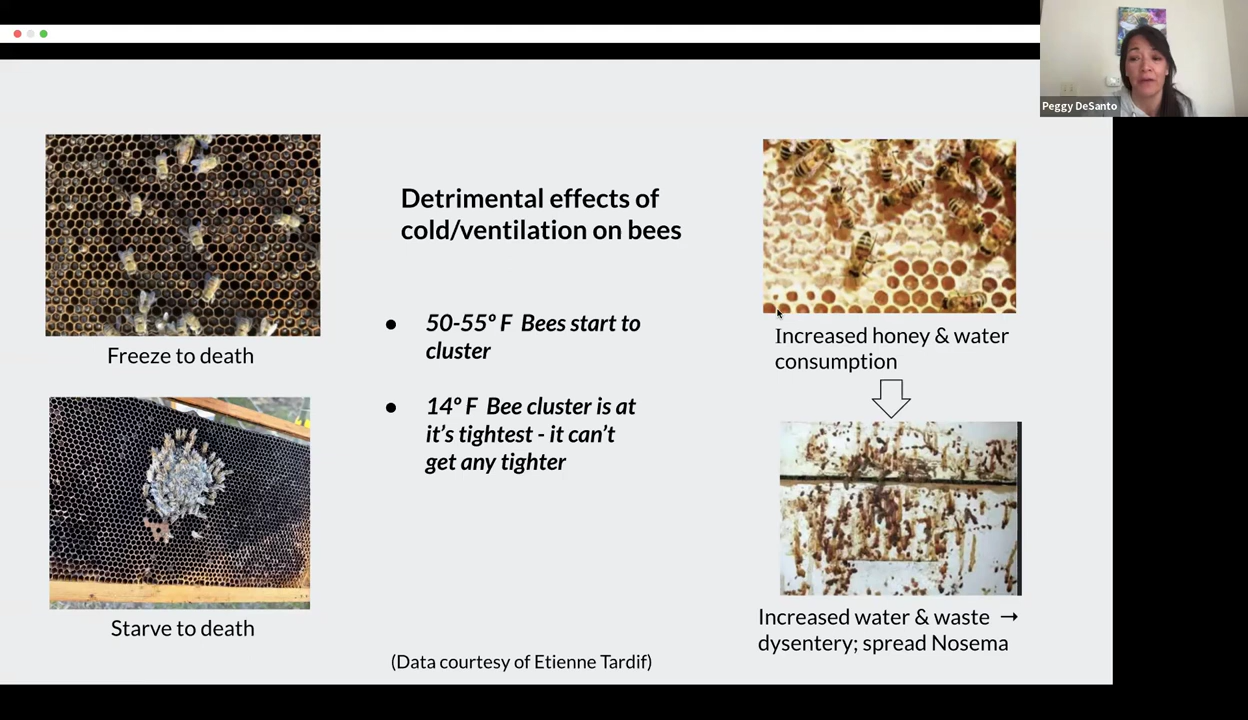 Peggy DeSanto
Detrimental effects of
cold/ventilation on bees
Freeze to death
50-55º F Bees start to
cluster
14º F Bee cluster is at
it's tightest - it can't
get any tighter
Starve to death
Increased honey & water
consumption
Increased water & waste →
dysentery; spread Nosema
(Data courtesy of Etienne Tardif)